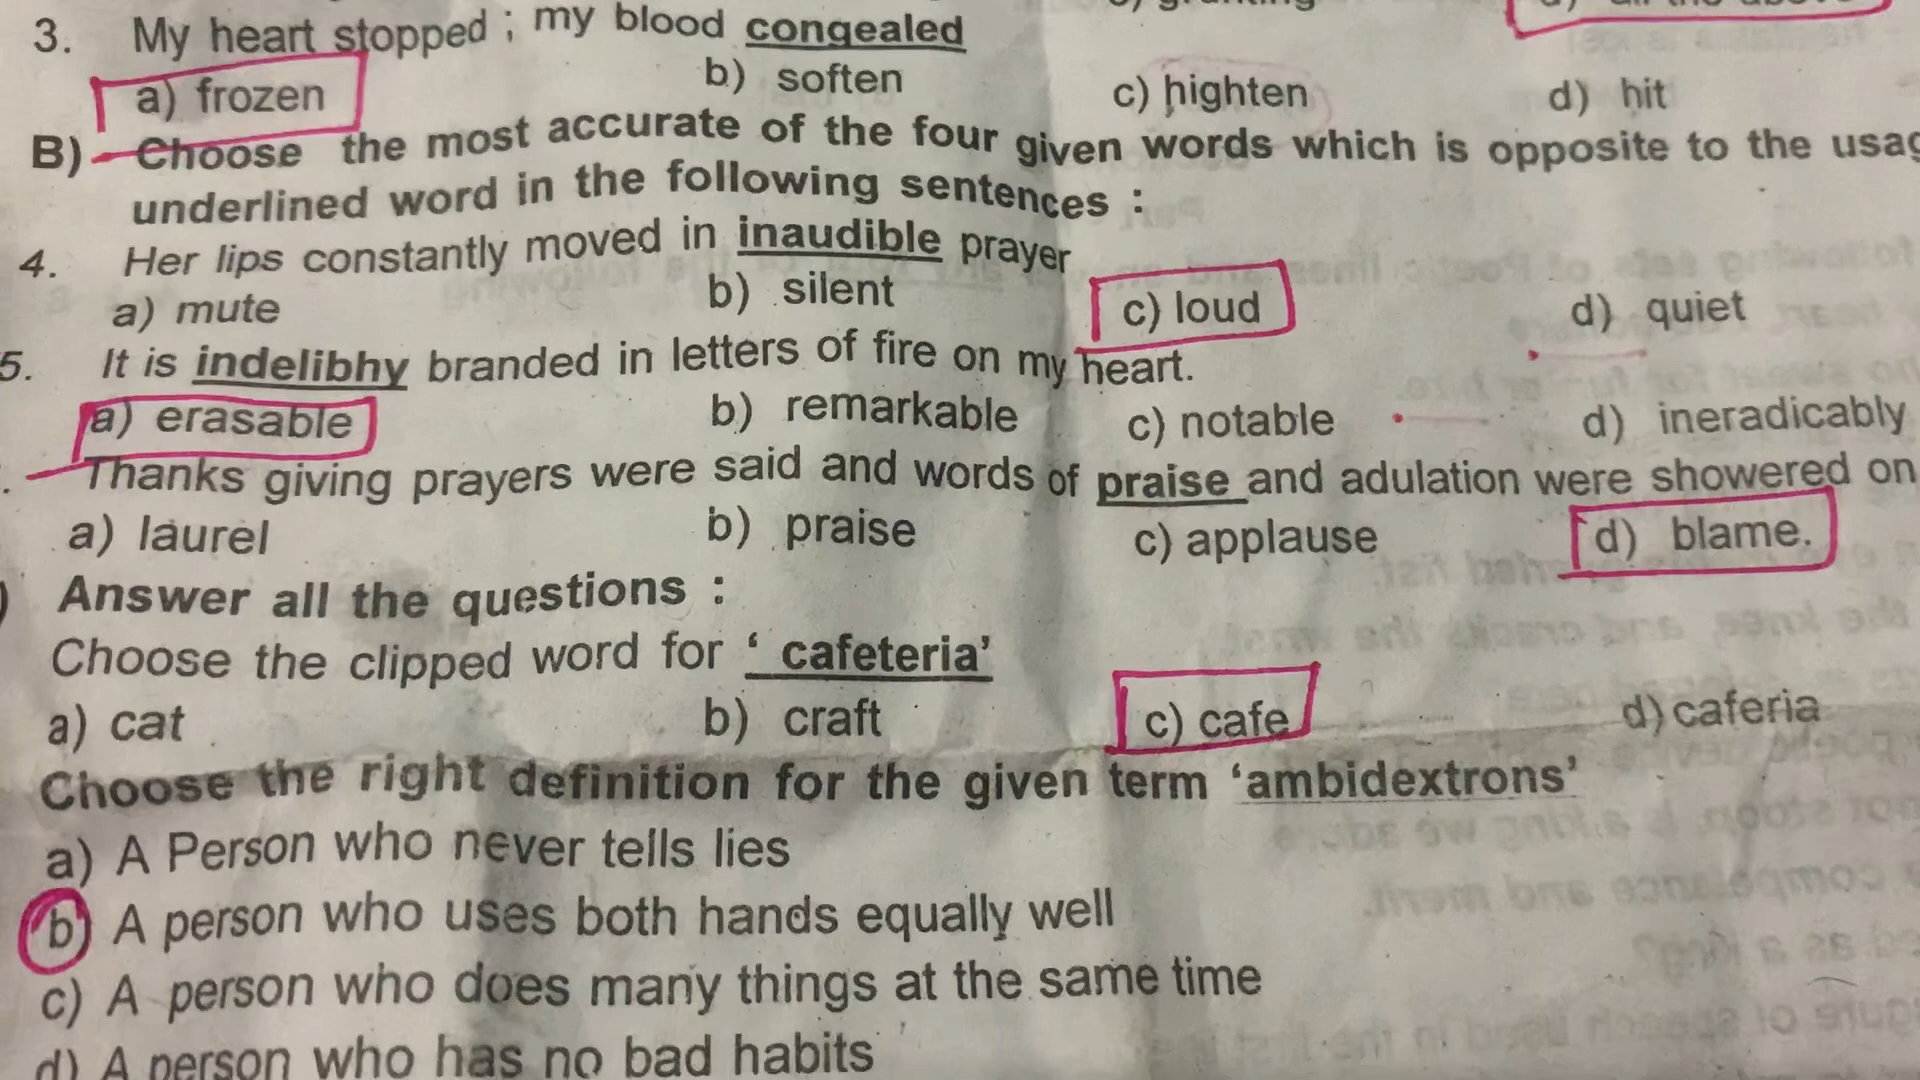 3. My heart stopped ; my blood congealed
a) frozen b) soften c) highten d) hit
B) Choose the most accurate of the four given words which is opposite to the
underlined word in the following sentences :
4. Her lips constantly moved in inaudible prayer
a) mute b) silent c) loud d) quiet
5. It is indelibhy branded in letters of fire on my heart.
a) erasable b) remarkable c) notable d) ineradicably
Thanks giving prayers were said and words of praise and adulation were showered on
a) laurel b) praise c) applause d) blame.
Answer all the questions :
Choose the clipped word for ‘ cafeteria’
a) cat b) craft c) cafe d) caferia
Choose the right definition for the given term ‘ambidextrons’
a) A Person who never tells lies
b) A person who uses both hands equally well
c) A person who does many things at the same time
d) A person who has no bad habits